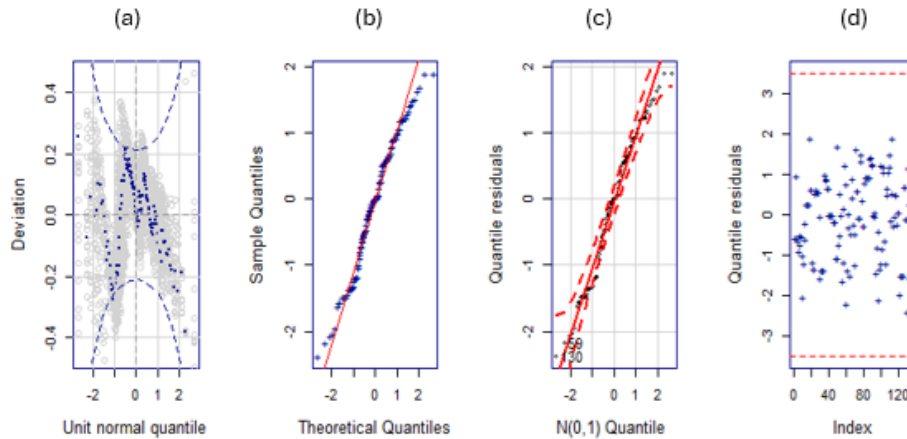 (a) (b) (c) (d)
Deviation
0.4
0.2
0.0
-0.2
-0.4
-2 0 1 2
Unit normal quantile
Sample Quantiles
2
1
0
-1
-2
-2 0 1 2
Theoretical Quantiles
Quantile residuals
2
1
0
-1
-2
59
130
-2 0 1 2
N(0,1) Quantile
Quantile residuals
3
2
1
0
-1
-3
0 40 80 120
Index